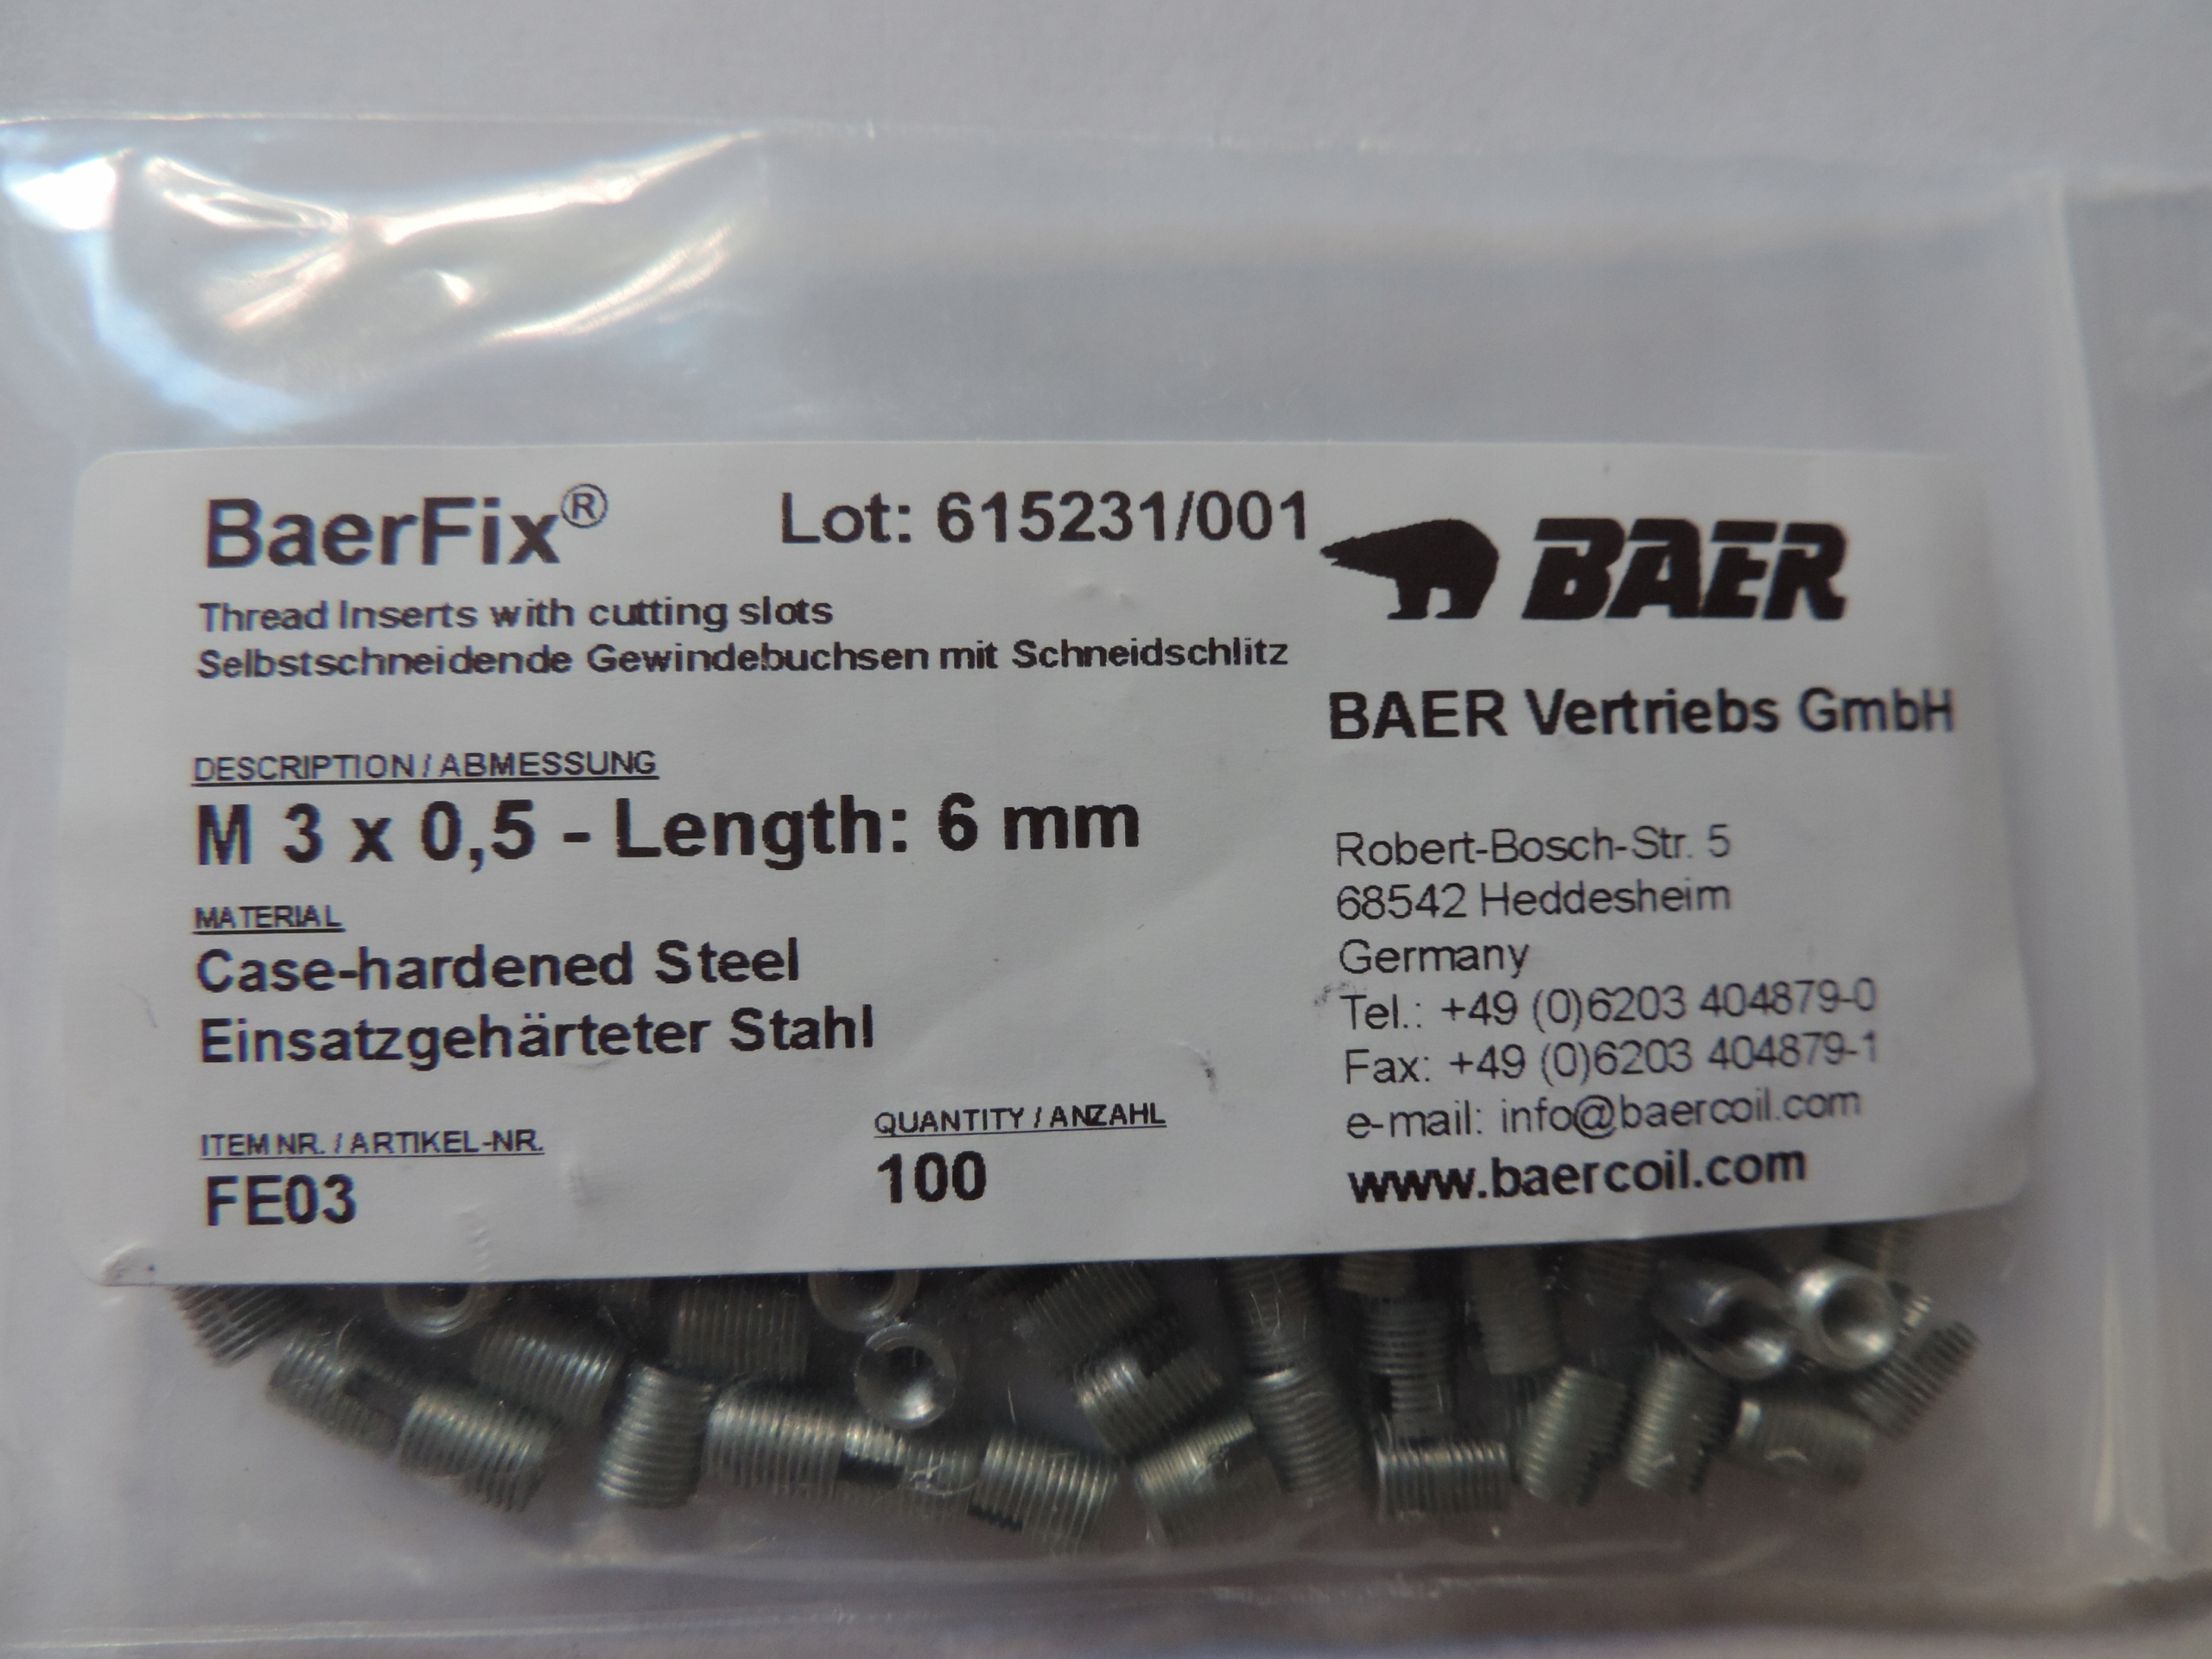 BaerFix®
Lot: 615231/001
Thread Inserts with cutting slots
Selbstschneidende Gewindebuchsen mit Schneidschlitz
DESCRIPTION / ABMESSUNG
M 3 x 0,5 - Length: 6 mm
MATERIAL
Case-hardened Steel
Einsatzgehärteter Stahl
ITEM NR. / ARTIKEL-NR.
FE03
QUANTITY / ANZAHL
100
BAER
BAER Vertriebs GmbH
Robert-Bosch-Str. 5
68542 Heddesheim
Germany
Tel.: +49 (0)6203 404879-0
Fax: +49 (0)6203 404879-1
e-mail: info@baercoil.com
www.baercoil.com